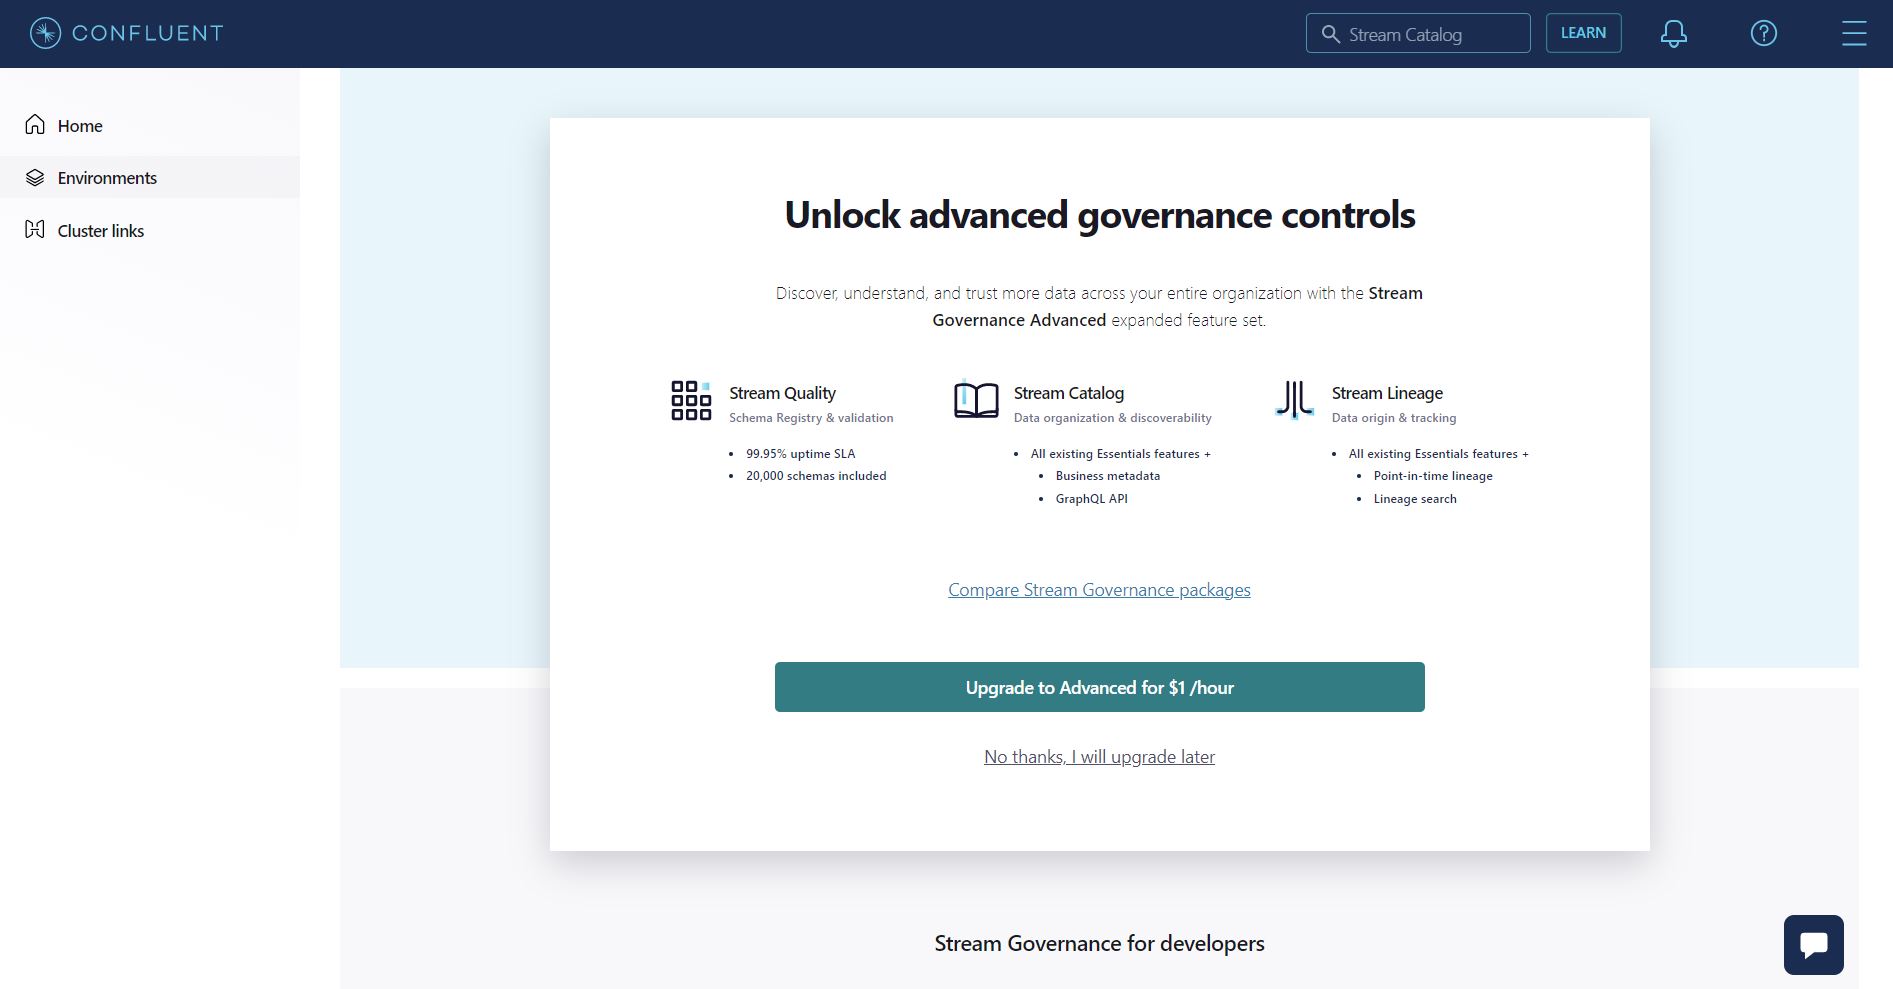 CONFLUENT
Stream Catalog
LEARN
Home
Environments
Cluster links
Unlock advanced governance controls
Discover, understand, and trust more data across your entire organization with the Stream
Governance Advanced expanded feature set.
Stream Quality
Schema Registry & validation
99.95% uptime SLA
20,000 schemas included
Stream Catalog
Data organization & discoverability
All existing Essentials features +
Business metadata
GraphQL API
Stream Lineage
Data origin & tracking
All existing Essentials features +
Point-in-time lineage
Lineage search
Compare Stream Governance packages
Upgrade to Advanced for $1 /hour
No thanks, I will upgrade later
Stream Governance for developers